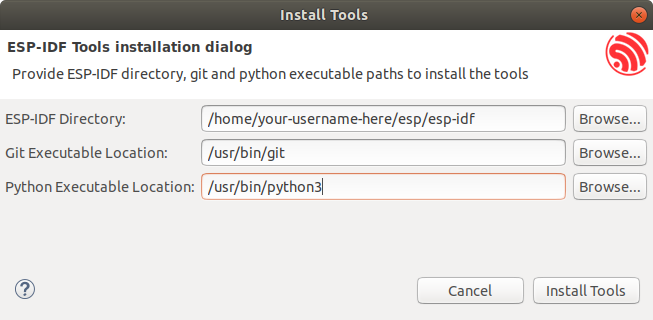 Install Tools
ESP-IDF Tools installation dialog
Provide ESP-IDF directory, git and python executable paths to install the tools
ESP-IDF Directory: /home/your-username-here/esp/esp-idf Browse...
Git Executable Location: /usr/bin/git Browse...
Python Executable Location: /usr/bin/python3 Browse...
? Cancel Install Tools